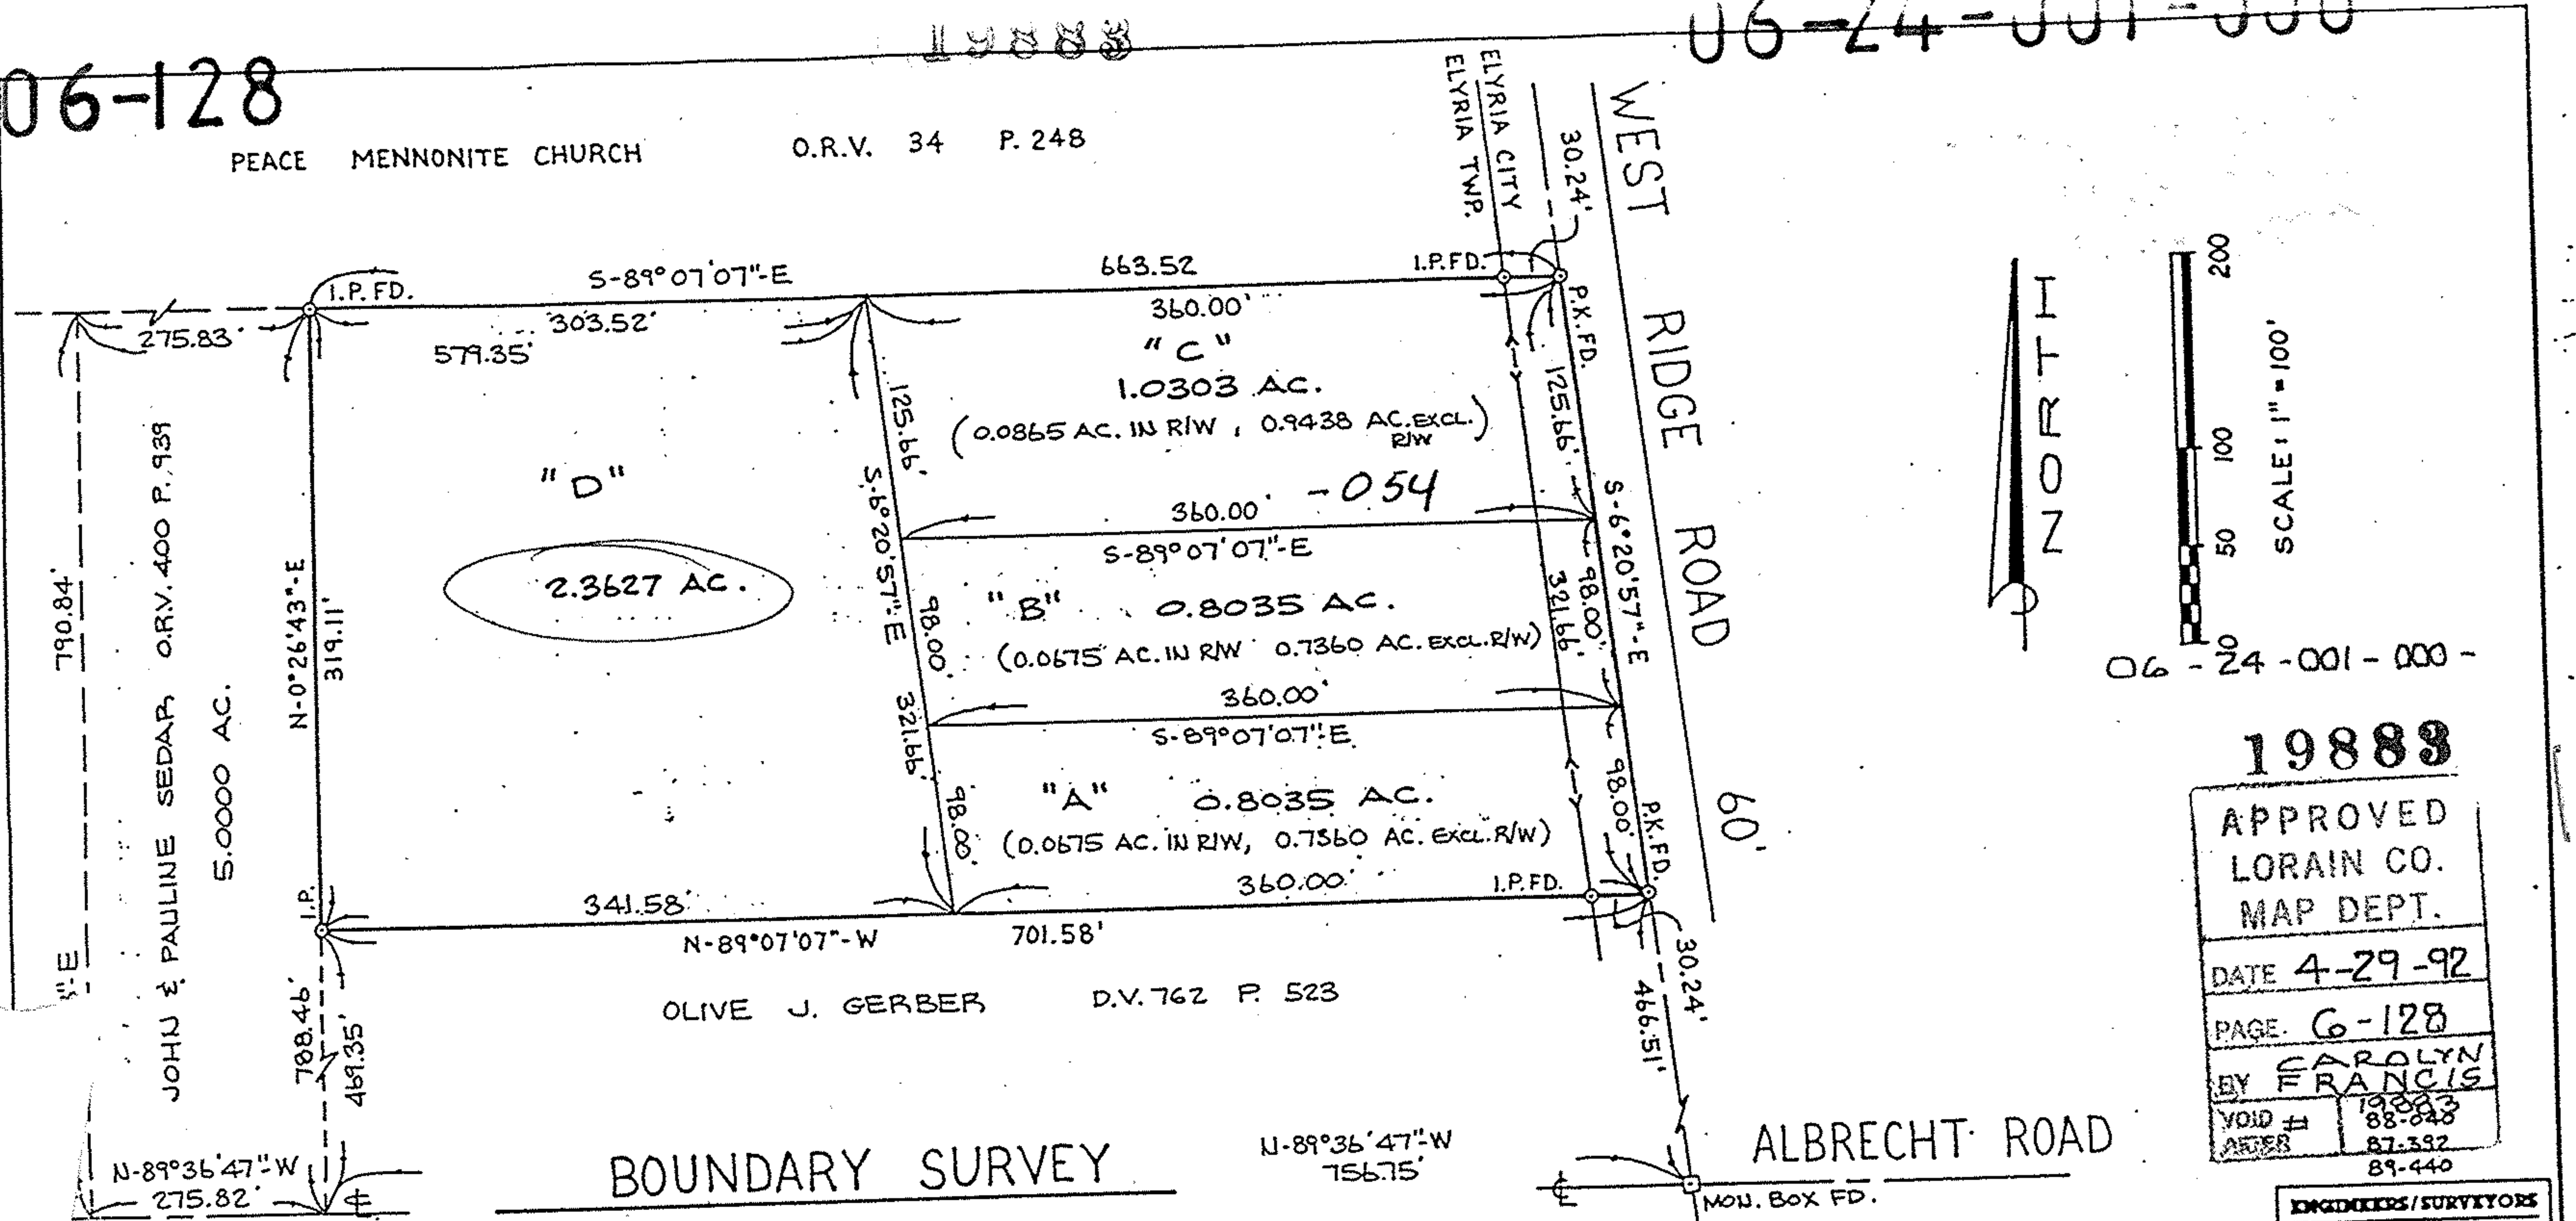 06-128
19883
06-24-001-000
PEACE MENNONITE CHURCH O.R.V. 34 P. 248
ELYRIA CITY
ELYRIA TWP.
30.24'
WEST RIDGE ROAD 60'
I.P. FD.
S-89°07'07"-E
663.52
I.P.FD.
P.K.FD.
275.83'
303.52'
579.35'
360.00'
"C"
1.0303 AC.
(0.0865 AC. IN R/W, 0.9438 AC. EXCL. R/W)
125.66'
125.66'
S-6°20'57"-E
S-6°20'57"-E
"D"
2.3627 AC.
360.00' -054
S-89°07'07"-E
"B" 0.8035 AC.
(0.0675 AC. IN R/W 0.7360 AC. EXCL. R/W)
98.00'
98.00'
321.66'
321.66'
360.00'
S-89°07'07"-E
"A" 0.8035 AC.
(0.0675 AC. IN R/W, 0.7360 AC. EXCL. R/W)
98.00'
98.00'
P.K.FD.
360.00'
I.P.FD.
790.84'
"-E
JOHN & PAULINE SEDAR O.R.V. 400 P. 939
5.0000 AC.
N-0°26'43"-E
319.11'
I.P.
341.58'
N-89°07'07"-W
701.58'
OLIVE J. GERBER D.V. 762 P. 523
30.24'
466.51'
788.46'
469.35'
N-89°36'47"-W
275.82'
℄
BOUNDARY SURVEY
N-89°36'47"-W
756.75'
℄
ALBRECHT ROAD
MON. BOX FD.
NORTH
200
100
50
0
SCALE: 1" = 100'
06-24-001-000-
19883
APPROVED
LORAIN CO.
MAP DEPT.
DATE 4-29-92
PAGE. 6-128
BY CAROLYN FRANCIS
VOID #
AFTER
19883
88-040
87-392
89-440
ENGINEERS/SURVEYORS